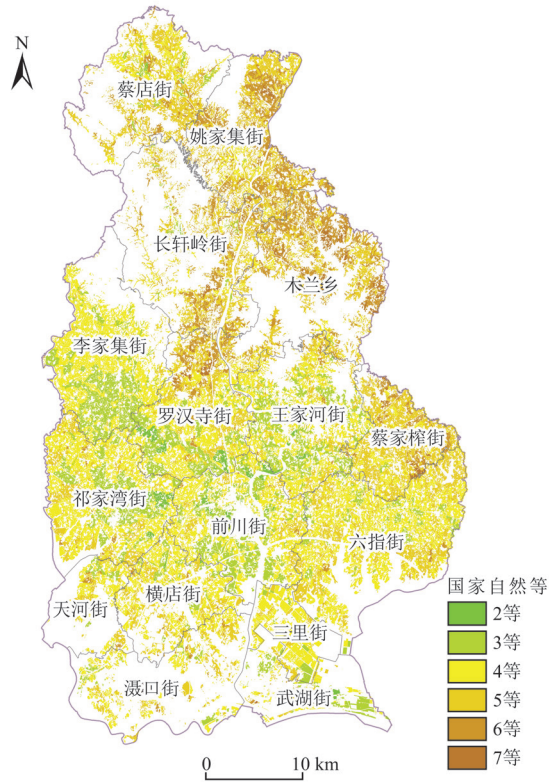 N
蔡店街
姚家集街
长轩岭街
木兰乡
李家集街
罗汉寺街
王家河街
蔡家榨街
祁家湾街
前川街
六指街
天河街
横店街
三里街
滠口街
武湖街
国家自然等
2等
3等
4等
5等
6等
7等
0 10 km